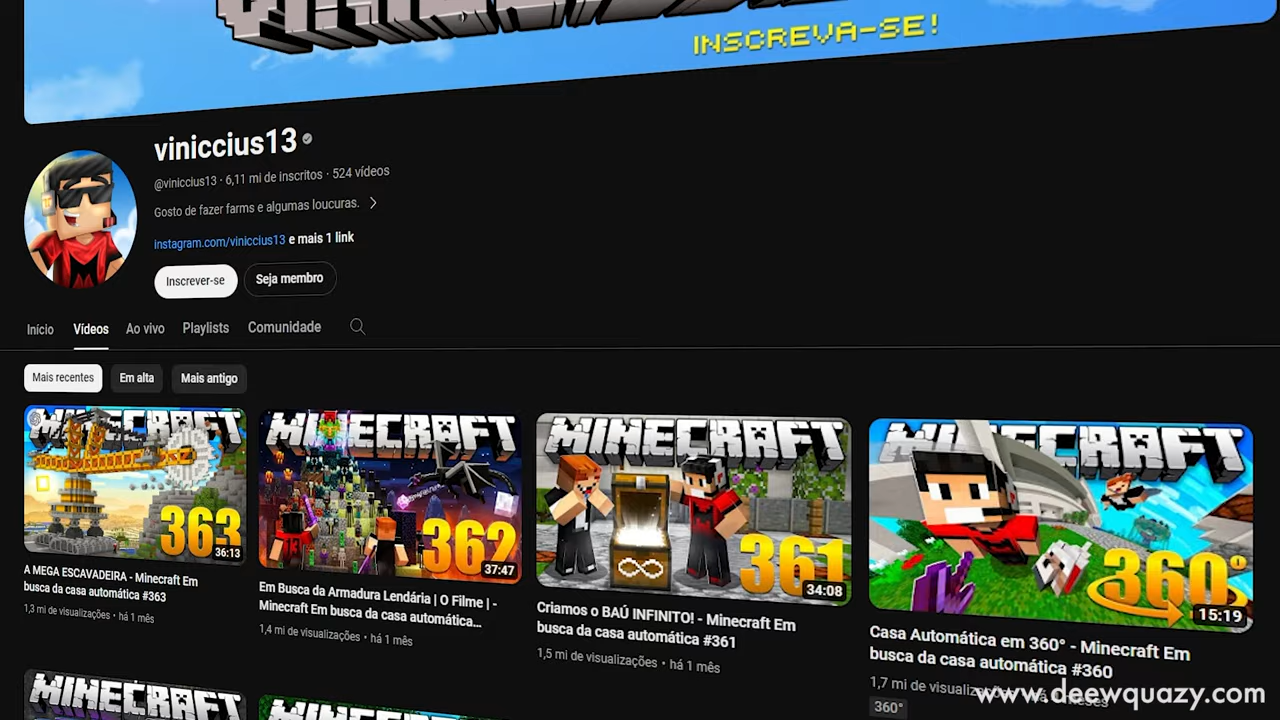 INSCREVA-SE!
viniccius13
@viniccius13 · 6,11 mi de inscritos · 524 vídeos
Gosto de fazer farms e algumas loucuras.
instagram.com/viniccius13 e mais 1 link
Inscrever-se
Seja membro
Início Vídeos Ao vivo Playlists Comunidade
Mais recentes Em alta Mais antigo
MINECRAFT
363
36:13
MINECRAFT
362
37:47
MINECRAFT
361
34:08
MINECRAFT
360°
15:19
A MEGA ESCAVADEIRA - Minecraft Em
busca da casa automática #363
1,3 mi de visualizações • há 1 mês
Em Busca da Armadura Lendária | O Filme | -
Minecraft Em busca da casa automática...
1,4 mi de visualizações • há 1 mês
Criamos o BAÚ INFINITO! - Minecraft Em
busca da casa automática #361
1,5 mi de visualizações • há 1 mês
Casa Automática em 360° - Minecraft Em
busca da casa automática #360
1,7 mi de visualizações • há
360°
www.deewquazy.com
MINECRAFT
MINECRAFT